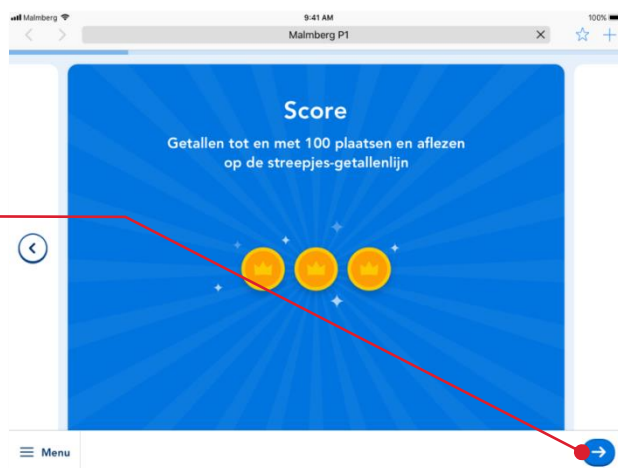 Malmberg 9:41 AM 100%
Malmberg P1
Score
Getallen tot en met 100 plaatsen en aflezen
op de streepjes-getallenlijn
Menu